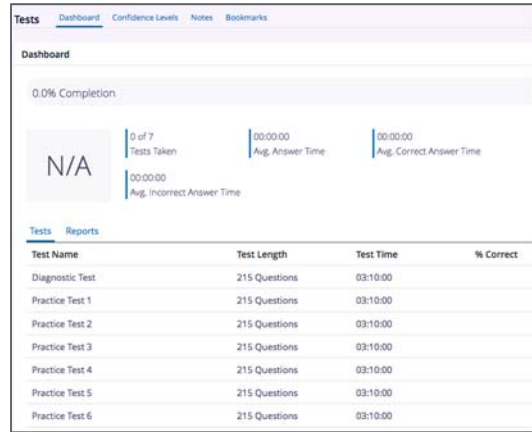 Tests Dashboard Confidence Levels Notes Bookmarks
Dashboard
0.0% Completion
N/A
0 of 7
Tests Taken
00:00:00
Avg. Answer Time
00:00:00
Avg. Correct Answer Time
00:00:00
Avg. Incorrect Answer Time
Tests Reports
Test Name Test Length Test Time % Correct
Diagnostic Test 215 Questions 03:10:00
Practice Test 1 215 Questions 03:10:00
Practice Test 2 215 Questions 03:10:00
Practice Test 3 215 Questions 03:10:00
Practice Test 4 215 Questions 03:10:00
Practice Test 5 215 Questions 03:10:00
Practice Test 6 215 Questions 03:10:00